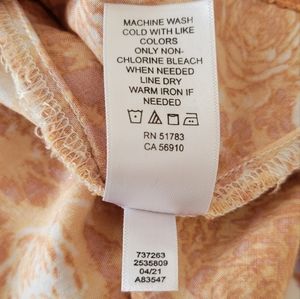 MACHINE WASH
COLD WITH LIKE
COLORS
ONLY NON-
CHLORINE BLEACH
WHEN NEEDED
LINE DRY
WARM IRON IF
NEEDED
RN 51783
CA 56910
737263
2535809
04/21
A83547